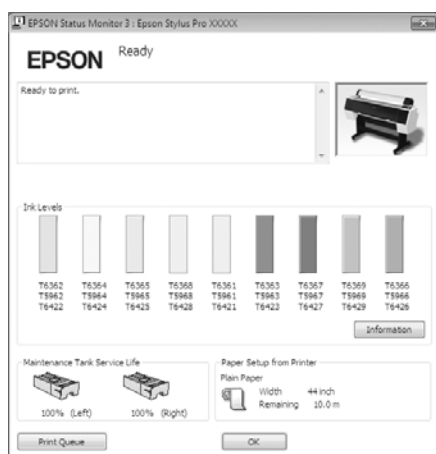 EPSON Status Monitor 3 : Epson Stylus Pro XXXXX
EPSON
Ready
Ready to print.
Ink Levels
T6362 T6364 T6365 T6368 T6361 T6363 T6367 T6369 T6366
T5962 T5964 T5965 T5968 T5961 T5963 T5967 T5969 T5966
T6422 T6424 T6425 T6428 T6421 T6423 T6427 T6429 T6426
Information
Maintenance Tank Service Life
100% (Left) 100% (Right)
Paper Setup from Printer
Plain Paper
Width 44 inch
Remaining 10.0 m
Print Queue
OK